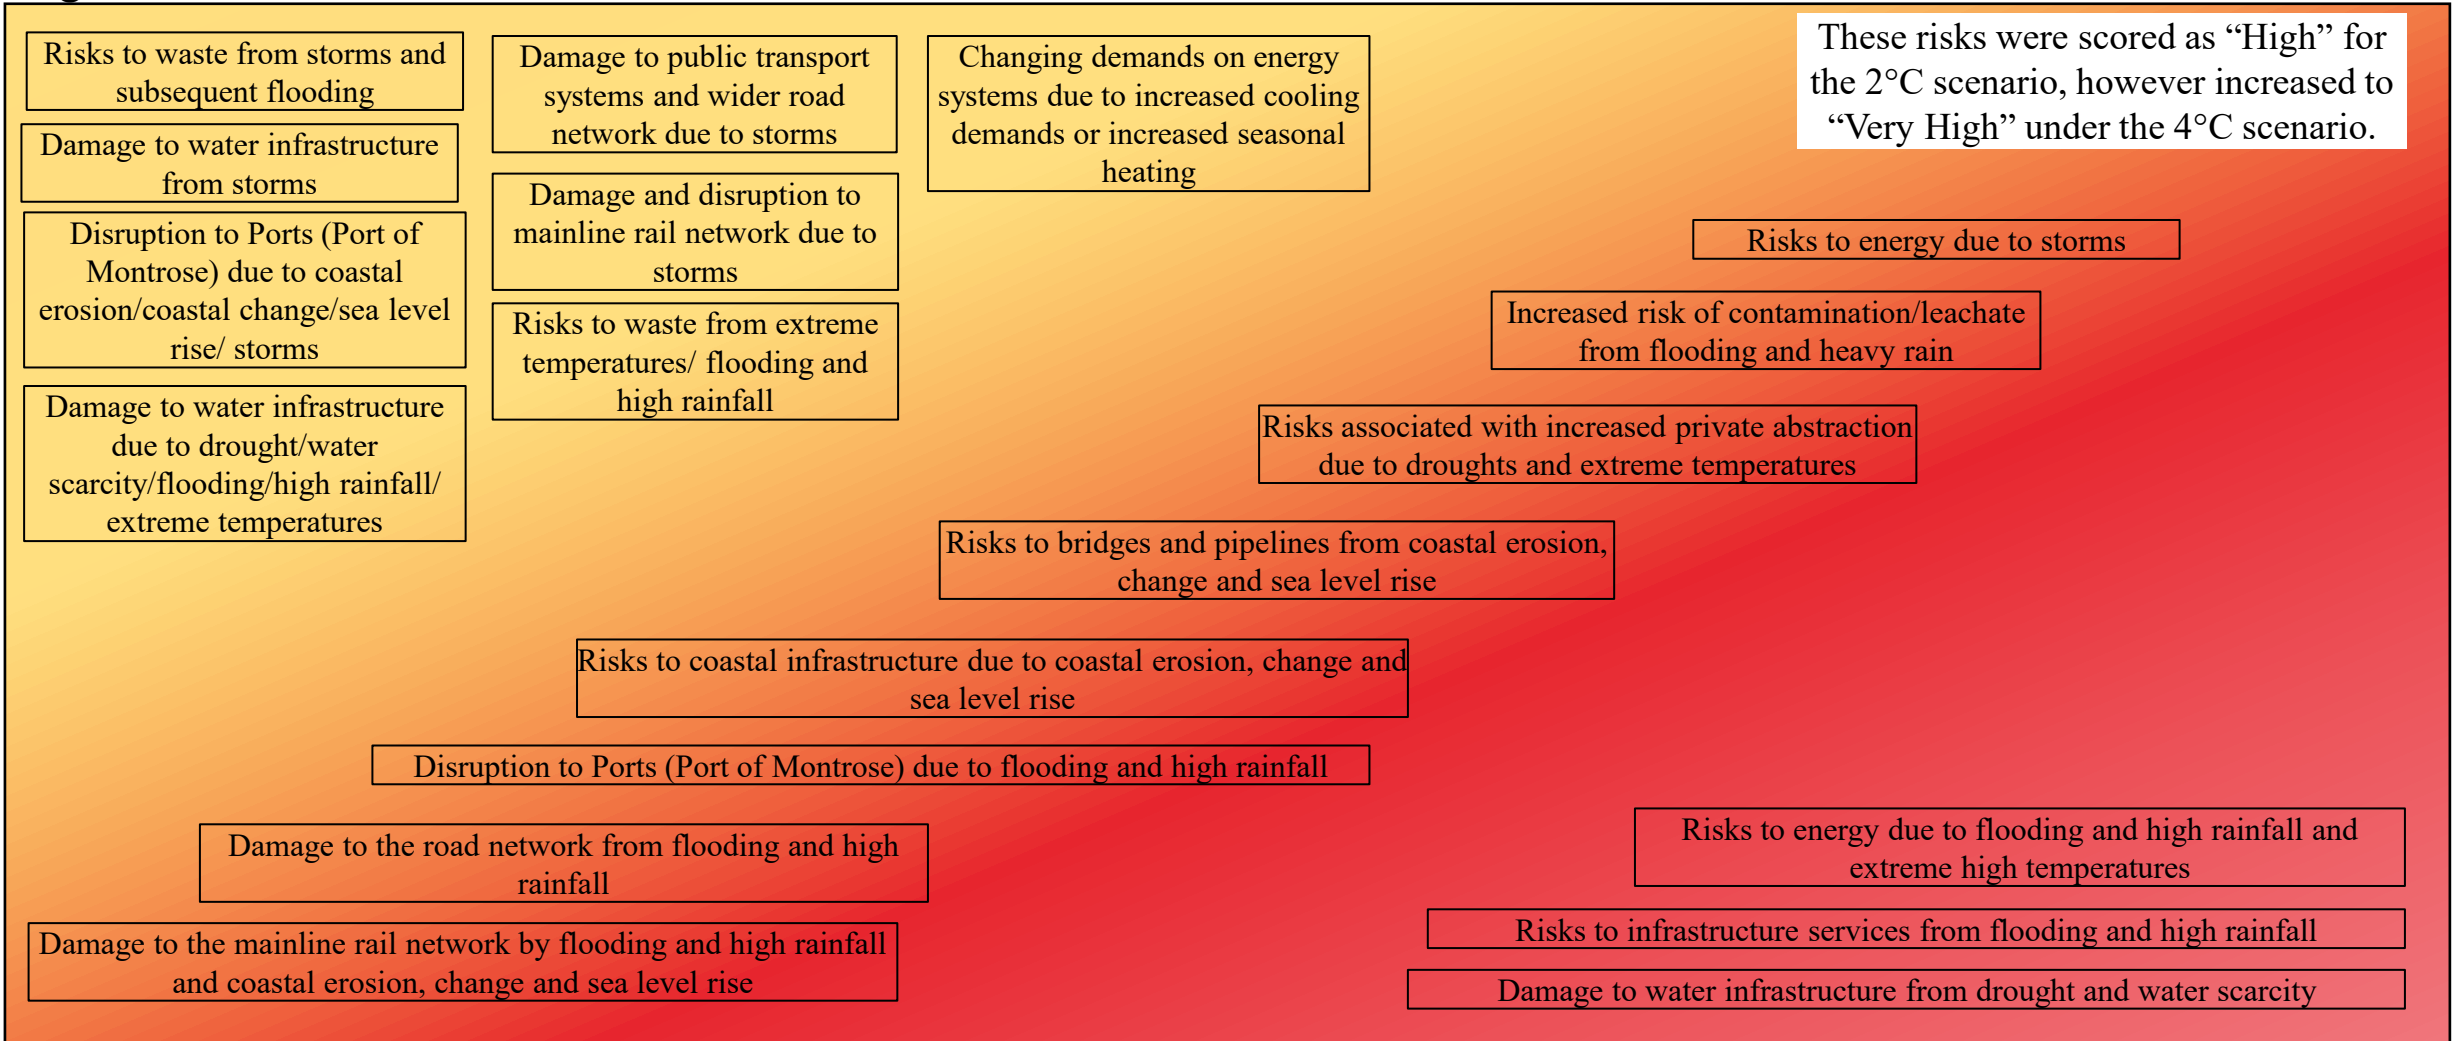 Risks to waste from storms and
subsequent flooding
Damage to water infrastructure
from storms
Disruption to Ports (Port of
Montrose) due to coastal
erosion/coastal change/sea level
rise/ storms
Damage to water infrastructure
due to drought/water
scarcity/flooding/high rainfall/
extreme temperatures
Damage to public transport
systems and wider road
network due to storms
Damage and disruption to
mainline rail network due to
storms
Risks to waste from extreme
temperatures/ flooding and
high rainfall
Changing demands on energy
systems due to increased cooling
demands or increased seasonal
heating
These risks were scored as “High” for
the 2°C scenario, however increased to
“Very High” under the 4°C scenario.
Risks to energy due to storms
Increased risk of contamination/leachate
from flooding and heavy rain
Risks associated with increased private abstraction
due to droughts and extreme temperatures
Risks to bridges and pipelines from coastal erosion,
change and sea level rise
Risks to coastal infrastructure due to coastal erosion, change and
sea level rise
Disruption to Ports (Port of Montrose) due to flooding and high rainfall
Damage to the road network from flooding and high
rainfall
Damage to the mainline rail network by flooding and high rainfall
and coastal erosion, change and sea level rise
Risks to energy due to flooding and high rainfall and
extreme high temperatures
Risks to infrastructure services from flooding and high rainfall
Damage to water infrastructure from drought and water scarcity